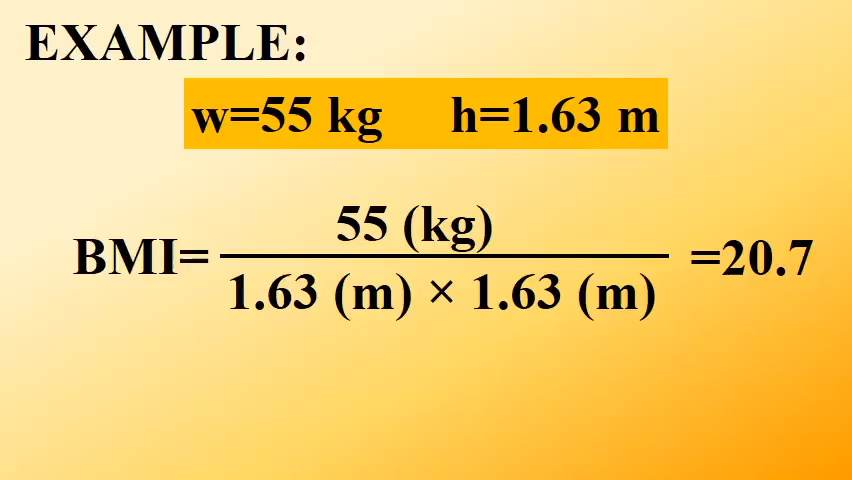 EXAMPLE:
w=55 kg h=1.63 m
55 (kg)
BMI= =20.7
1.63 (m) × 1.63 (m)